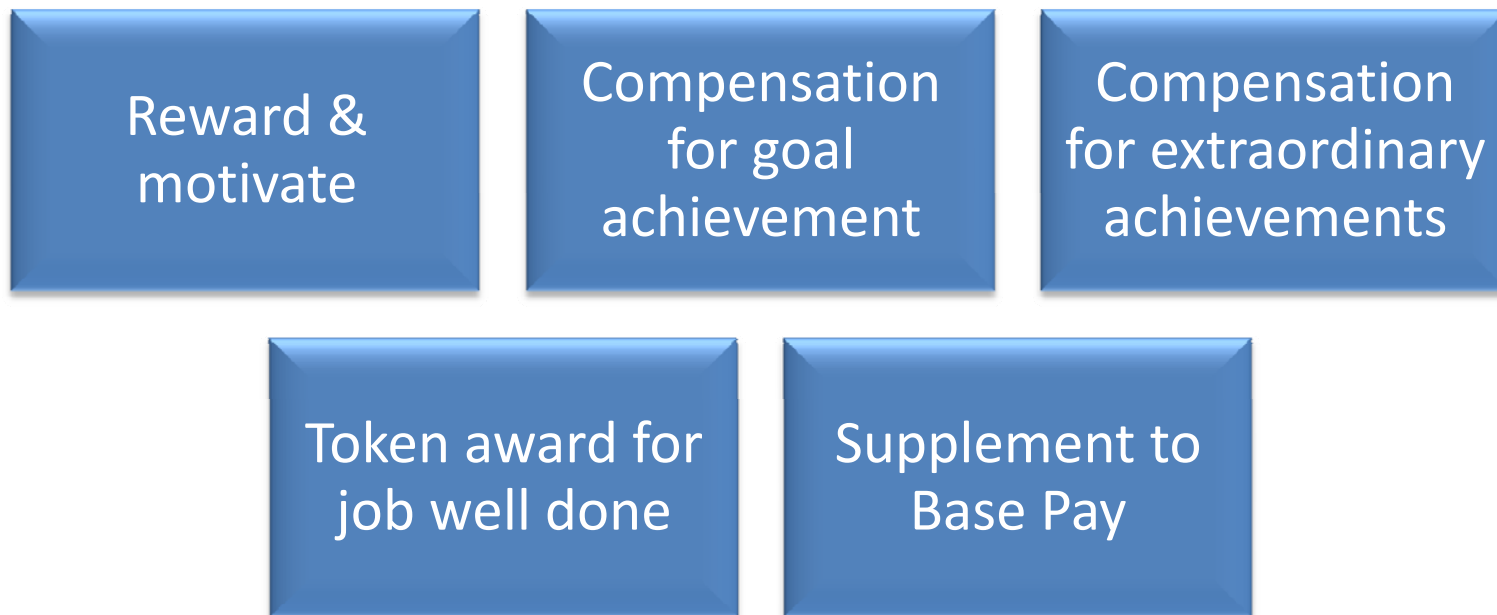 Reward &
motivate
Compensation
for goal
achievement
Compensation
for extraordinary
achievements
Token award for
job well done
Supplement to
Base Pay